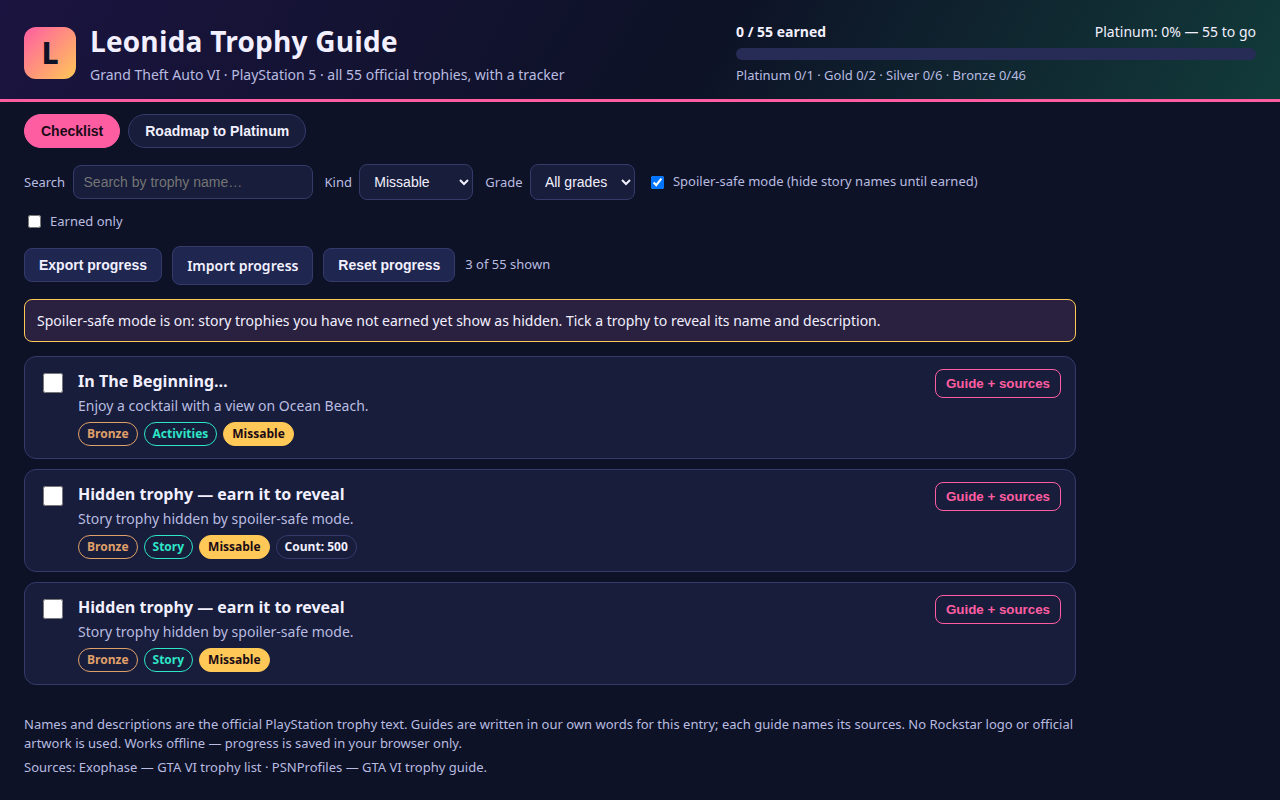 L
Leonida Trophy Guide
Grand Theft Auto VI · PlayStation 5 · all 55 official trophies, with a tracker
0 / 55 earned
Platinum: 0% — 55 to go
Platinum 0/1 · Gold 0/2 · Silver 0/6 · Bronze 0/46
Checklist
Roadmap to Platinum
Search
Search by trophy name…
Kind
Missable
Grade
All grades
Spoiler-safe mode (hide story names until earned)
Earned only
Export progress
Import progress
Reset progress
3 of 55 shown
Spoiler-safe mode is on: story trophies you have not earned yet show as hidden. Tick a trophy to reveal its name and description.
In The Beginning...
Guide + sources
Enjoy a cocktail with a view on Ocean Beach.
Bronze
Activities
Missable
Hidden trophy — earn it to reveal
Guide + sources
Story trophy hidden by spoiler-safe mode.
Bronze
Story
Missable
Count: 500
Hidden trophy — earn it to reveal
Guide + sources
Story trophy hidden by spoiler-safe mode.
Bronze
Story
Missable
Names and descriptions are the official PlayStation trophy text. Guides are written in our own words for this entry; each guide names its sources. No Rockstar logo or official
artwork is used. Works offline — progress is saved in your browser only.
Sources: Exophase — GTA VI trophy list · PSNProfiles — GTA VI trophy guide.